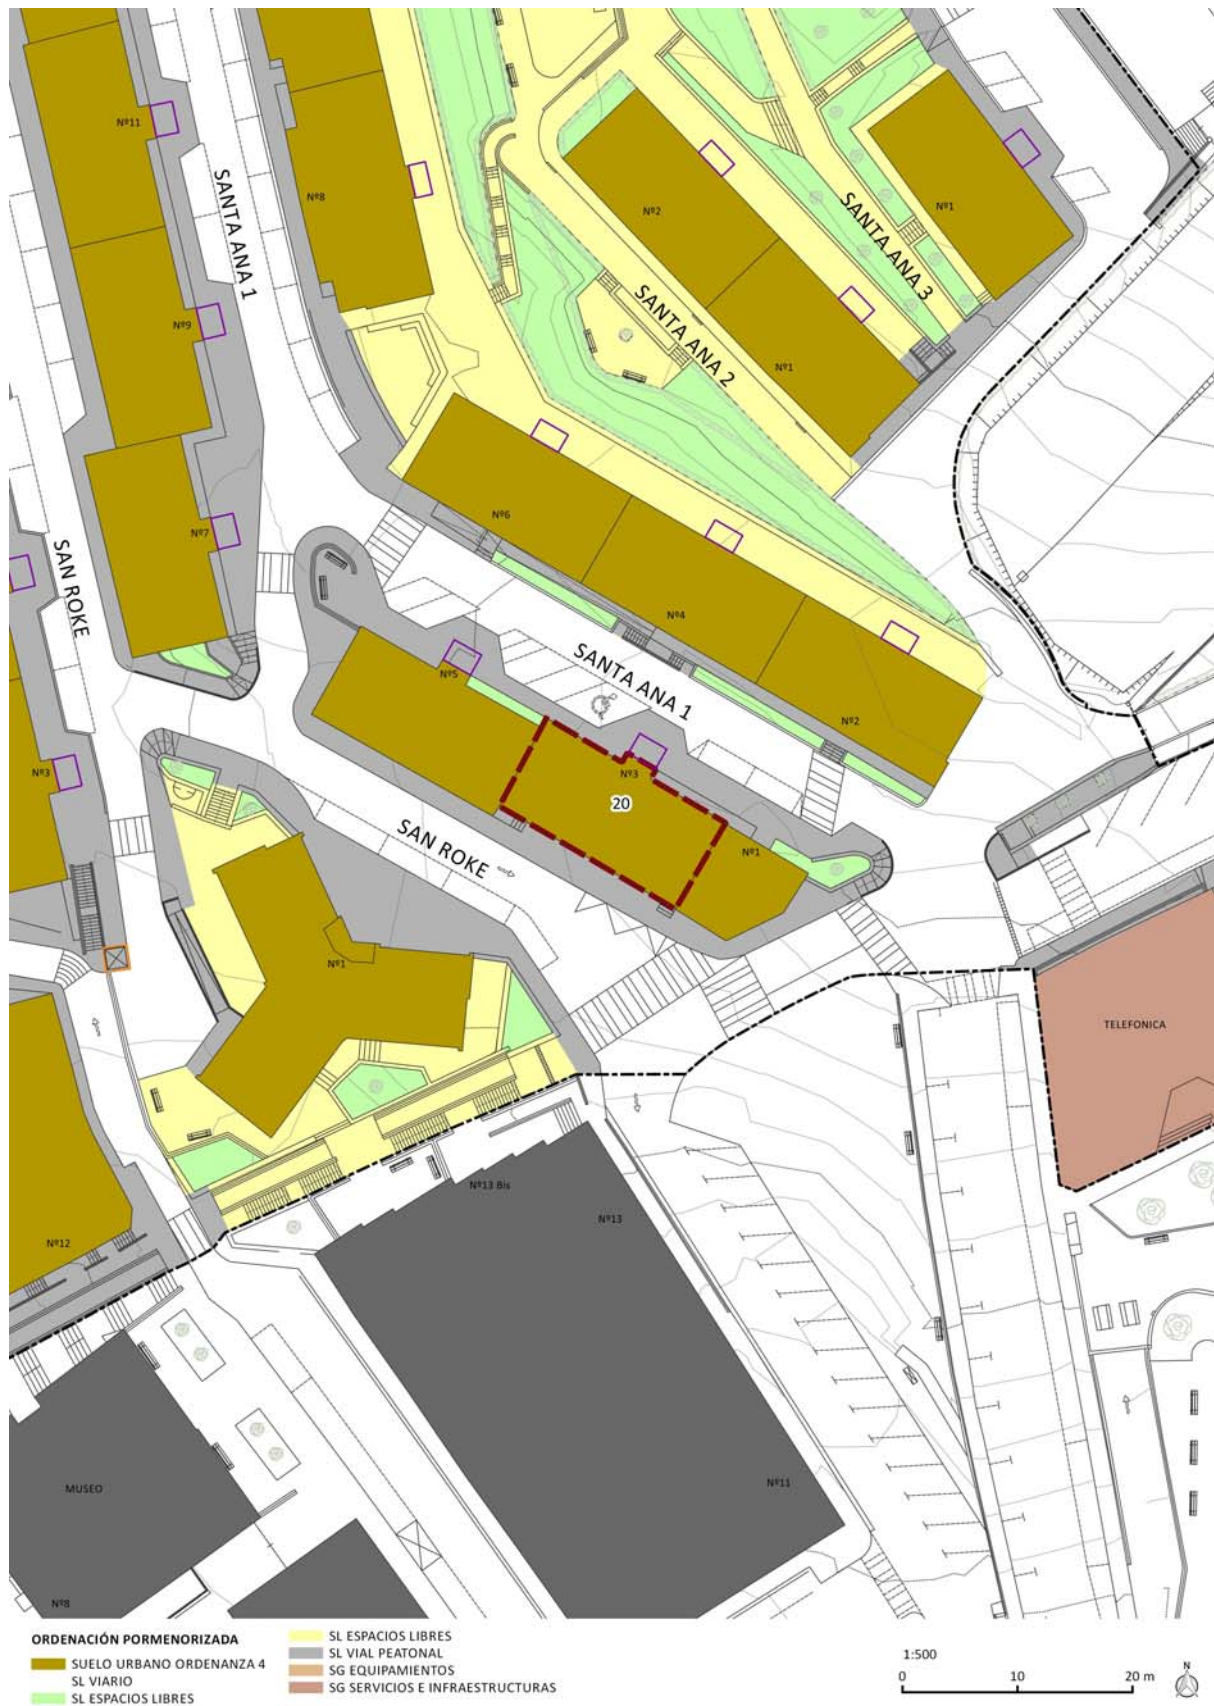 Nº11
SANTA ANA 1
Nº8
Nº2
SANTA ANA 3
Nº1
Nº9
SANTA ANA 2
Nº1
SAN ROKE
Nº7
Nº6
Nº4
SANTA ANA 1
Nº5
Nº2
Nº3
Nº3
20
SAN ROKE
Nº1
Nº1
TELEFONICA
Nº13 Bis
Nº13
Nº12
Nº11
MUSEO
Nº8
ORDENACIÓN PORMENORIZADA
SUELO URBANO ORDENANZA 4
SL VIARIO
SL ESPACIOS LIBRES
SL ESPACIOS LIBRES
SL VIAL PEATONAL
SG EQUIPAMIENTOS
SG SERVICIOS E INFRAESTRUCTURAS
1:500
0 10 20 m
N